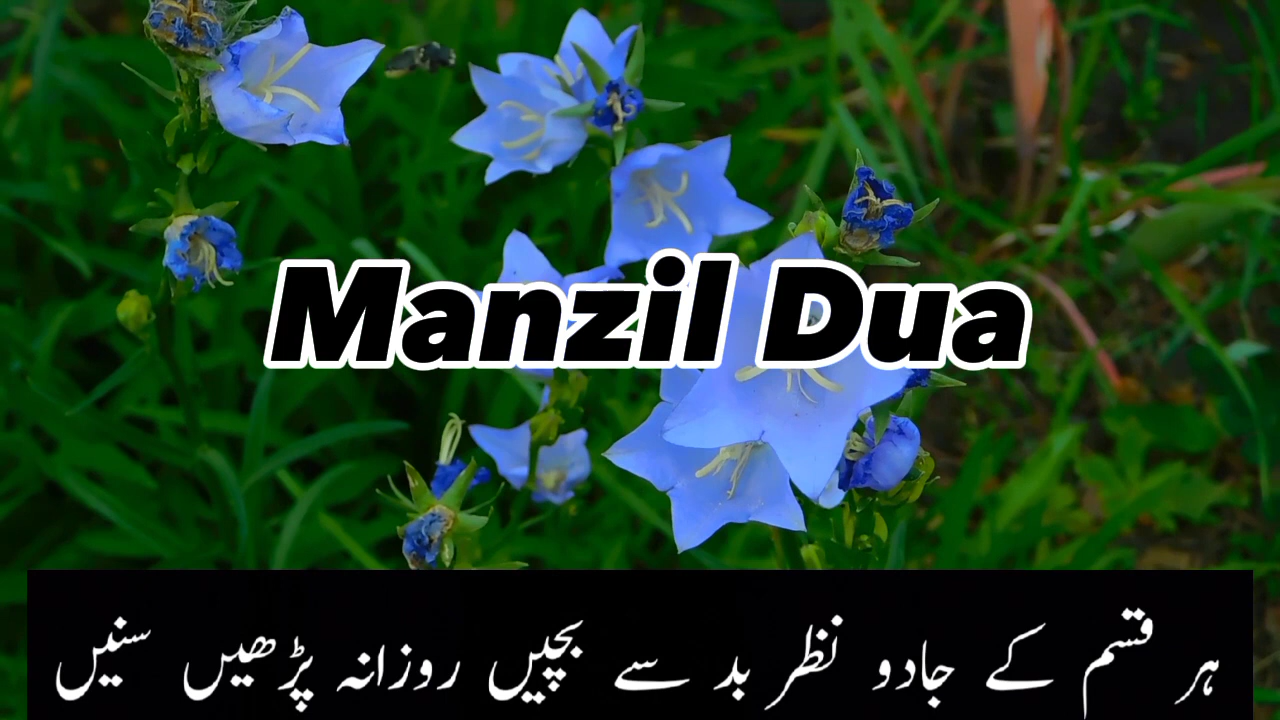 Manzil Dua
ہر قسم کے جادو نظر بد سے بچیں روزانہ پڑھیں سنیں